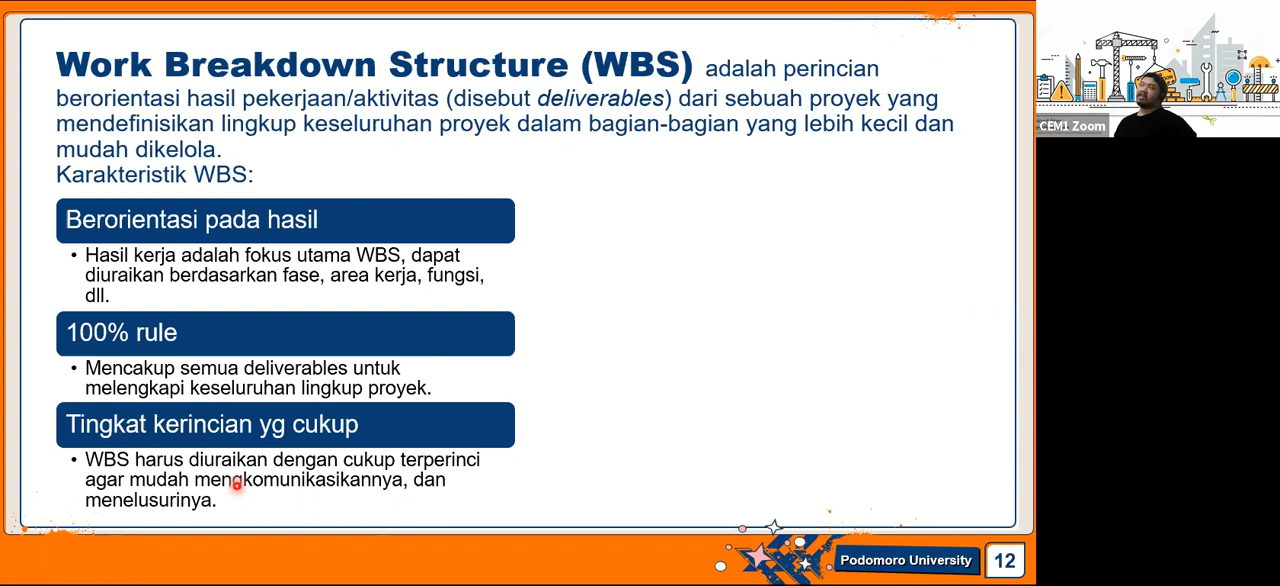 Work Breakdown Structure (WBS) adalah perincian
berorientasi hasil pekerjaan/aktivitas (disebut deliverables) dari sebuah proyek yang
mendefinisikan lingkup keseluruhan proyek dalam bagian-bagian yang lebih kecil dan
mudah dikelola.
Karakteristik WBS:
Berorientasi pada hasil
• Hasil kerja adalah fokus utama WBS, dapat
diuraikan berdasarkan fase, area kerja, fungsi,
dll.
100% rule
• Mencakup semua deliverables untuk
melengkapi keseluruhan lingkup proyek.
Tingkat kerincian yg cukup
• WBS harus diuraikan dengan cukup terperinci
agar mudah mengkomunikasikannya, dan
menelusurinya.
Podomoro University
12
CEM1 Zoom